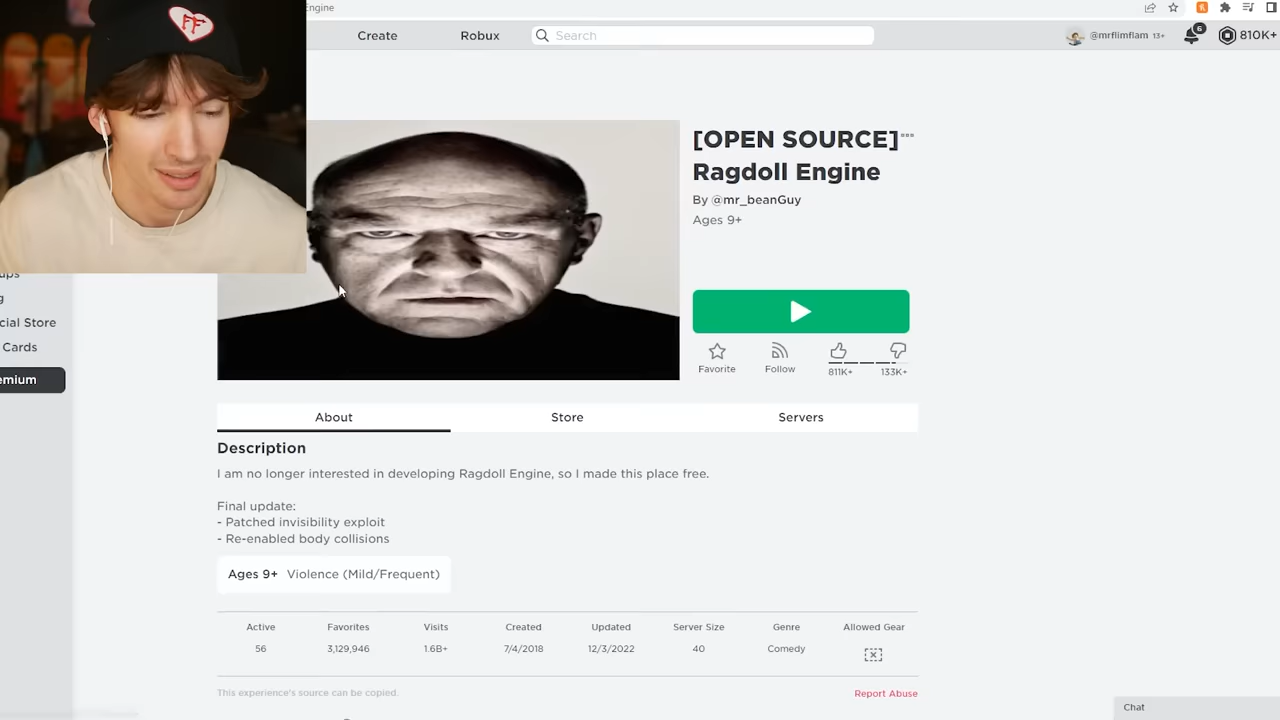 Engine
FF
Create
Robux
Search
@mrflimflam 13+
6
810K+
[OPEN SOURCE]
Ragdoll Engine
By @mr_beanGuy
Ages 9+
Favorite
Follow
811K+
133K+
ups
g
cial Store
Cards
emium
About
Store
Servers
Description
I am no longer interested in developing Ragdoll Engine, so I made this place free.
Final update:
- Patched invisibility exploit
- Re-enabled body collisions
Ages 9+ Violence (Mild/Frequent)
Active Favorites Visits Created Updated Server Size Genre Allowed Gear
56 3,129,946 1.6B+ 7/4/2018 12/3/2022 40 Comedy
This experience's source can be copied.
Report Abuse
Chat